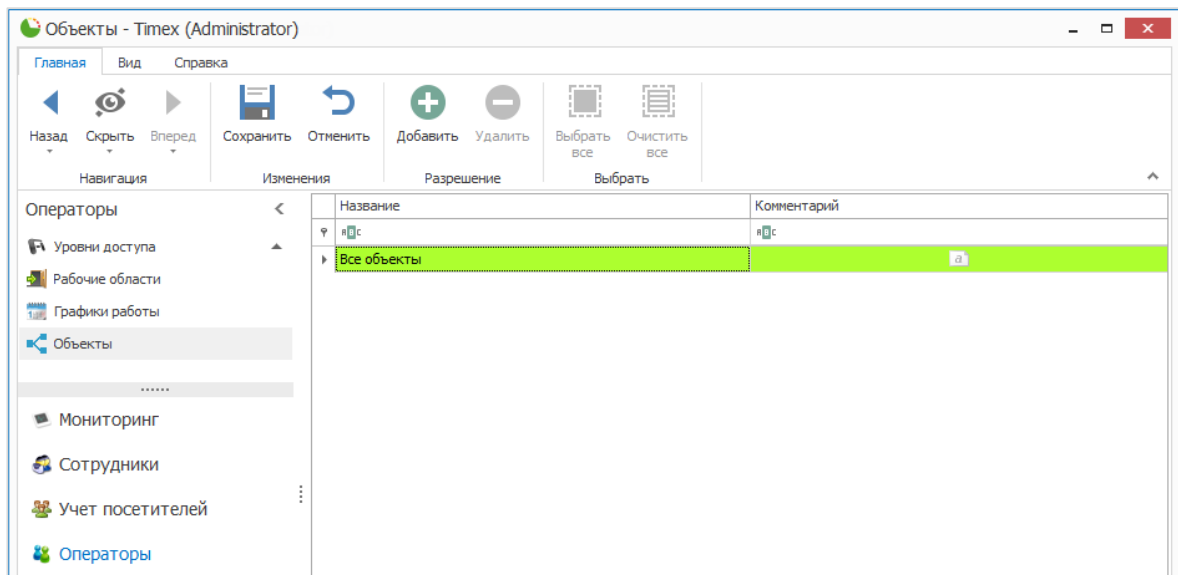 Объекты - Timex (Administrator)
Главная Вид Справка
Назад Скрыть Вперед Сохранить Отменить Добавить Удалить Выбрать все Очистить все
Навигация Изменения Разрешение Выбрать
Операторы
Название Комментарий
Уровни доступа
Все объекты
Рабочие области
Графики работы
Объекты
Мониторинг
Сотрудники
Учет посетителей
Операторы